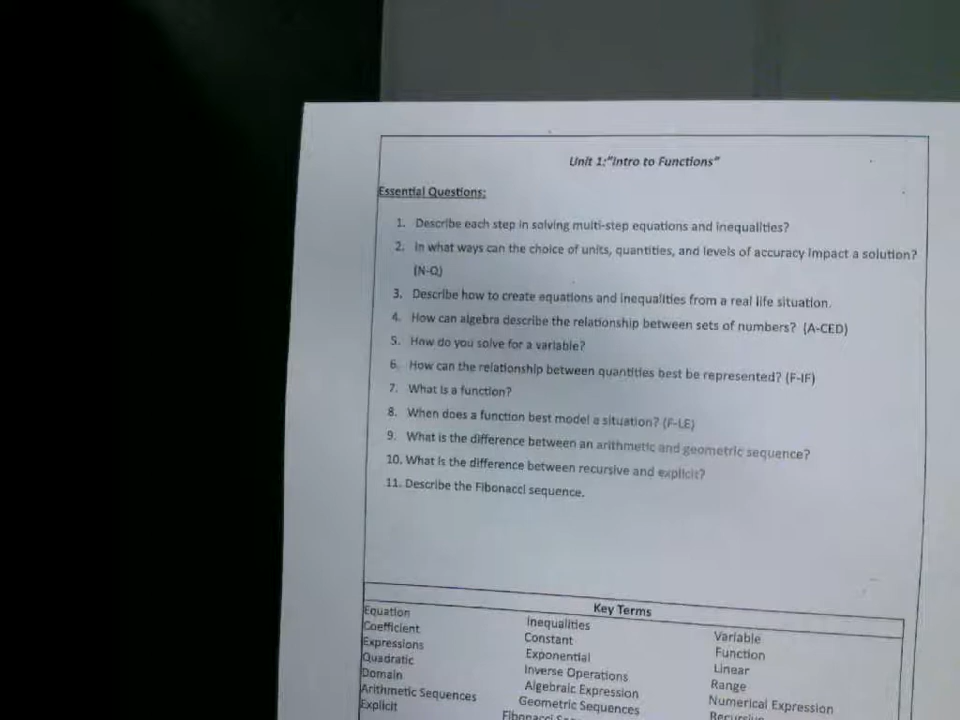 Unit 1:"Intro to Functions"
Essential Questions:
1. Describe each step in solving multi-step equations and inequalities?
2. In what ways can the choice of units, quantities, and levels of accuracy impact a solution?
(N-Q)
3. Describe how to create equations and inequalities from a real life situation.
4. How can algebra describe the relationship between sets of numbers? (A-CED)
5. How do you solve for a variable?
6. How can the relationship between quantities best be represented? (F-IF)
7. What is a function?
8. When does a function best model a situation? (F-LE)
9. What is the difference between an arithmetic and geometric sequence?
10. What is the difference between recursive and explicit?
11. Describe the Fibonacci sequence.
Key Terms
Equation Inequalities Variable
Coefficient Constant Function
Expressions Exponential Linear
Quadratic Inverse Operations Range
Domain Algebraic Expression Numerical Expression
Arithmetic Sequences Geometric Sequences Recursive
Explicit Fibonacci